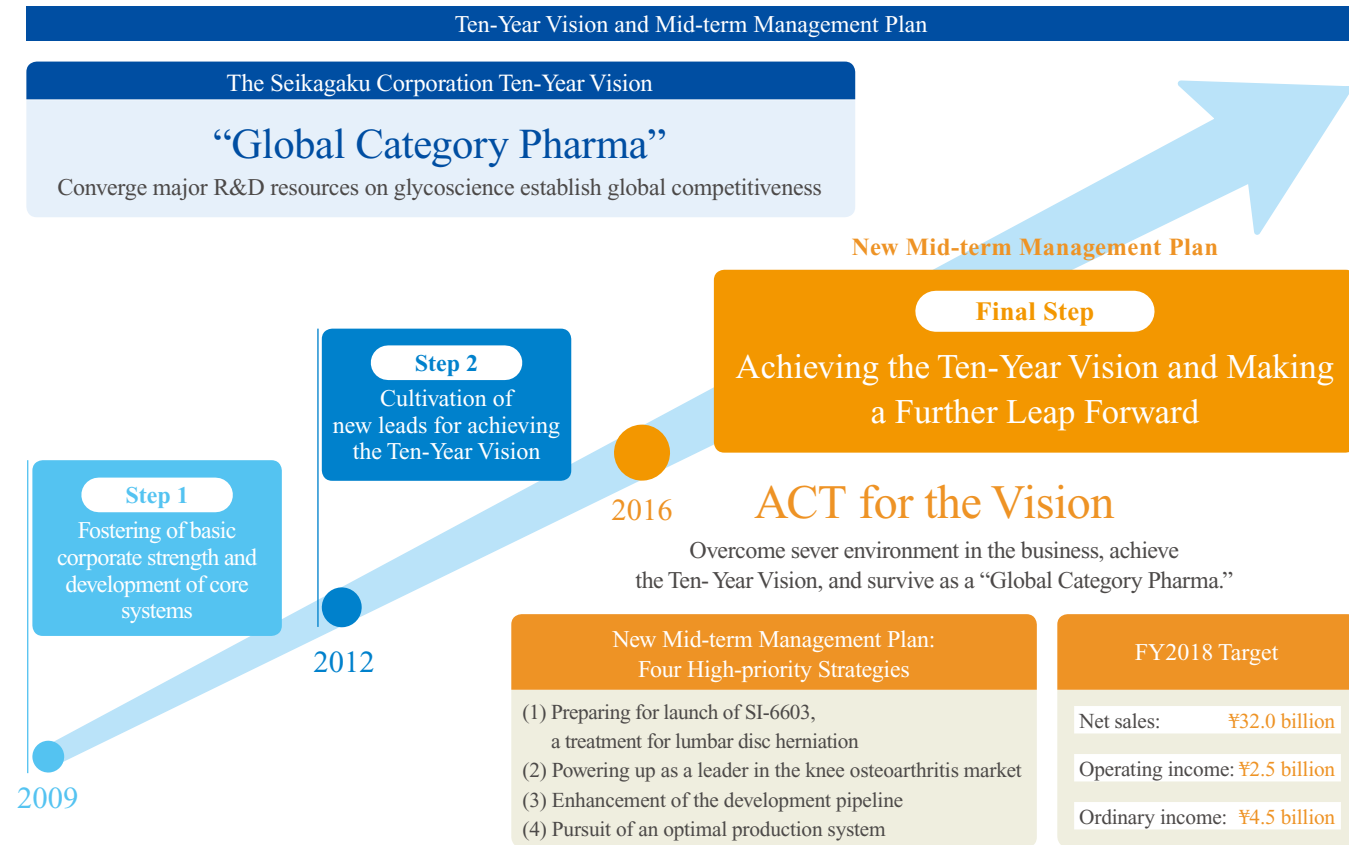 Ten-Year Vision and Mid-term Management Plan
The Seikagaku Corporation Ten-Year Vision
“Global Category Pharma”
Converge major R&D resources on glycoscience establish global competitiveness
New Mid-term Management Plan
Final Step
Achieving the Ten-Year Vision and Making
a Further Leap Forward
Step 2
Cultivation of
new leads for achieving
the Ten-Year Vision
Step 1
Fostering of basic
corporate strength and
development of core
systems
2016
2012
2009
ACT for the Vision
Overcome sever environment in the business, achieve
the Ten- Year Vision, and survive as a “Global Category Pharma.”
New Mid-term Management Plan:
Four High-priority Strategies
(1) Preparing for launch of SI-6603,
a treatment for lumbar disc herniation
(2) Powering up as a leader in the knee osteoarthritis market
(3) Enhancement of the development pipeline
(4) Pursuit of an optimal production system
FY2018 Target
Net sales: ¥32.0 billion
Operating income: ¥2.5 billion
Ordinary income: ¥4.5 billion